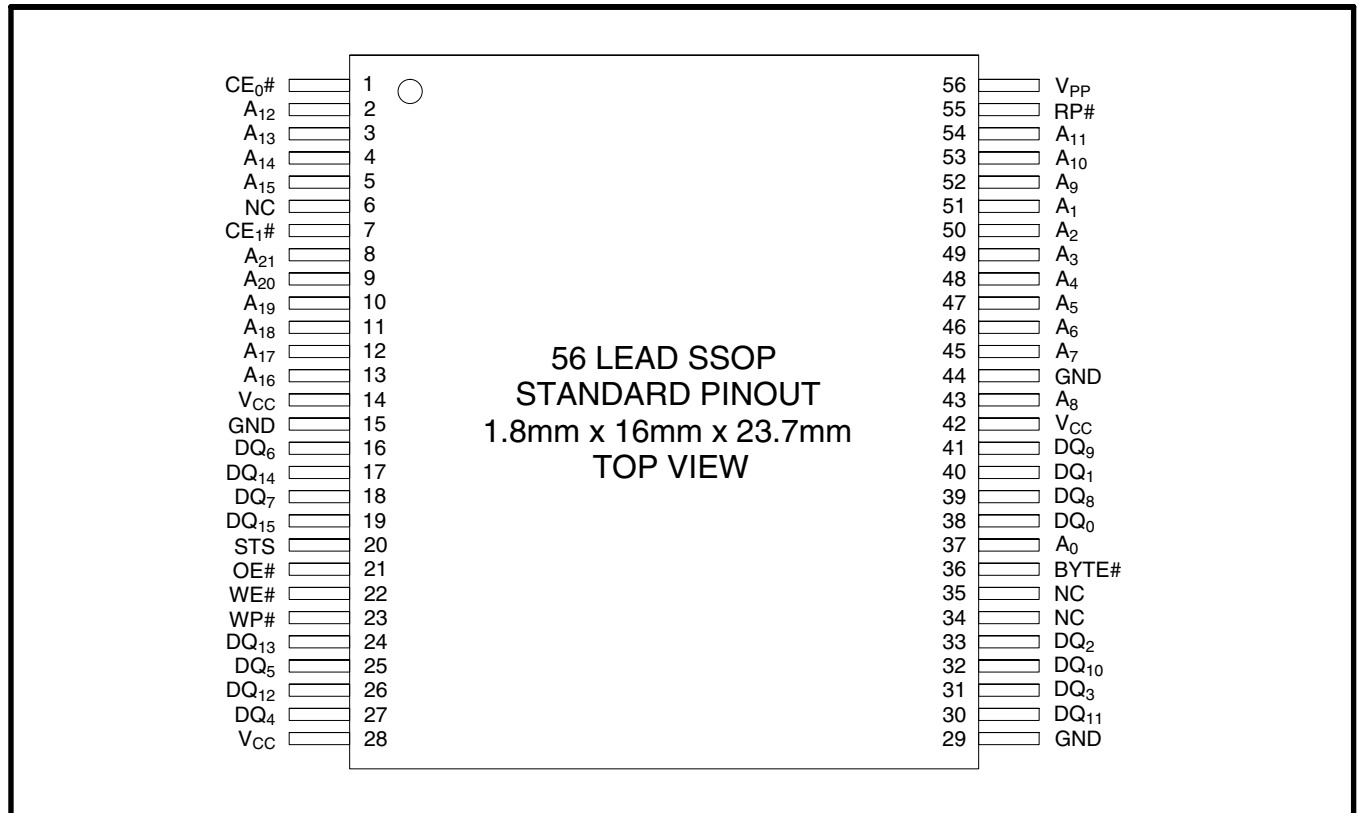 CE0# 1 56 VPP
A12 2 55 RP#
A13 3 54 A11
A14 4 53 A10
A15 5 52 A9
NC 6 51 A1
CE1# 7 50 A2
A21 8 49 A3
A20 9 48 A4
A19 10 47 A5
A18 11 46 A6
A17 12 45 A7
A16 13 44 GND
VCC 14 43 A8
GND 15 42 VCC
DQ6 16 41 DQ9
DQ14 17 40 DQ1
DQ7 18 39 DQ8
DQ15 19 38 DQ0
STS 20 37 A0
OE# 21 36 BYTE#
WE# 22 35 NC
WP# 23 34 NC
DQ13 24 33 DQ2
DQ5 25 32 DQ10
DQ12 26 31 DQ3
DQ4 27 30 DQ11
VCC 28 29 GND
56 LEAD SSOP
STANDARD PINOUT
1.8mm x 16mm x 23.7mm
TOP VIEW